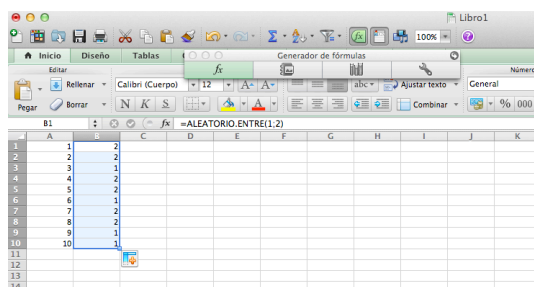 Libro1
100%
Inicio Diseño Tablas
Generador de fórmulas
Editar
fx
Número
Rellenar
Calibri (Cuerpo) 12 A A
abc Ajustar texto
General
Pegar
Borrar
N K S
A
Combinar
% 000
B1
fx =ALEATORIO.ENTRE(1;2)
A B C D E F G H I J K
1 1 2
2 2 2
3 3 1
4 4 2
5 5 2
6 6 1
7 7 2
8 8 2
9 9 1
10 10 1
11
12
13
14